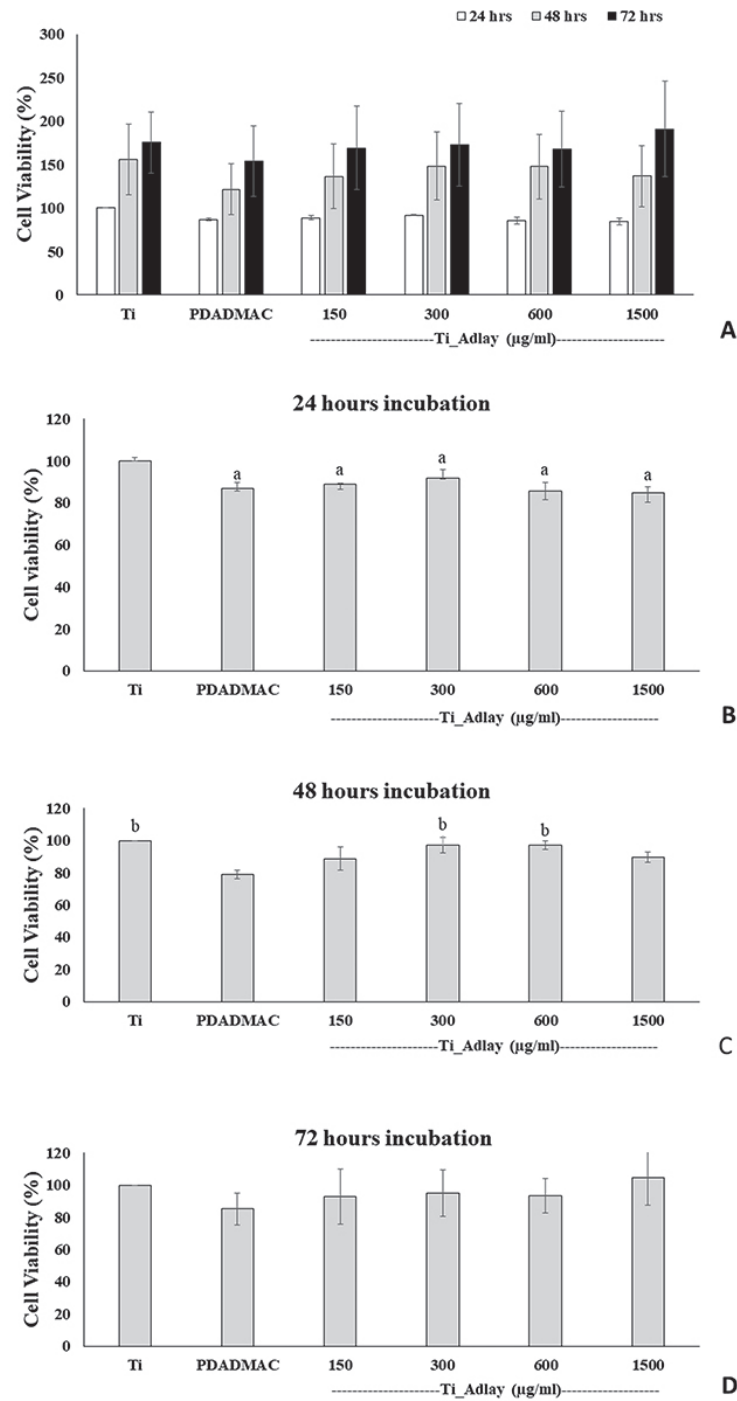 24 hrs 48 hrs 72 hrs
300
250
200
150
100
50
0
Cell Viability (%)
Ti PDADMAC 150 300 600 1500
------------------------Ti_Adlay (µg/ml)---------------------
A
24 hours incubation
120
100
80
60
40
20
0
Cell viability (%)
a a a a a
Ti PDADMAC 150 300 600 1500
---------------------Ti_Adlay (µg/ml)-------------------
B
48 hours incubation
120
100
80
60
40
20
0
Cell Viability (%)
b b b
Ti PDADMAC 150 300 600 1500
---------------------Ti_Adlay (µg/ml)-------------------
C
72 hours incubation
120
100
80
60
40
20
0
Cell Viability (%)
Ti PDADMAC 150 300 600 1500
---------------------Ti_Adlay (µg/ml)-------------------
D